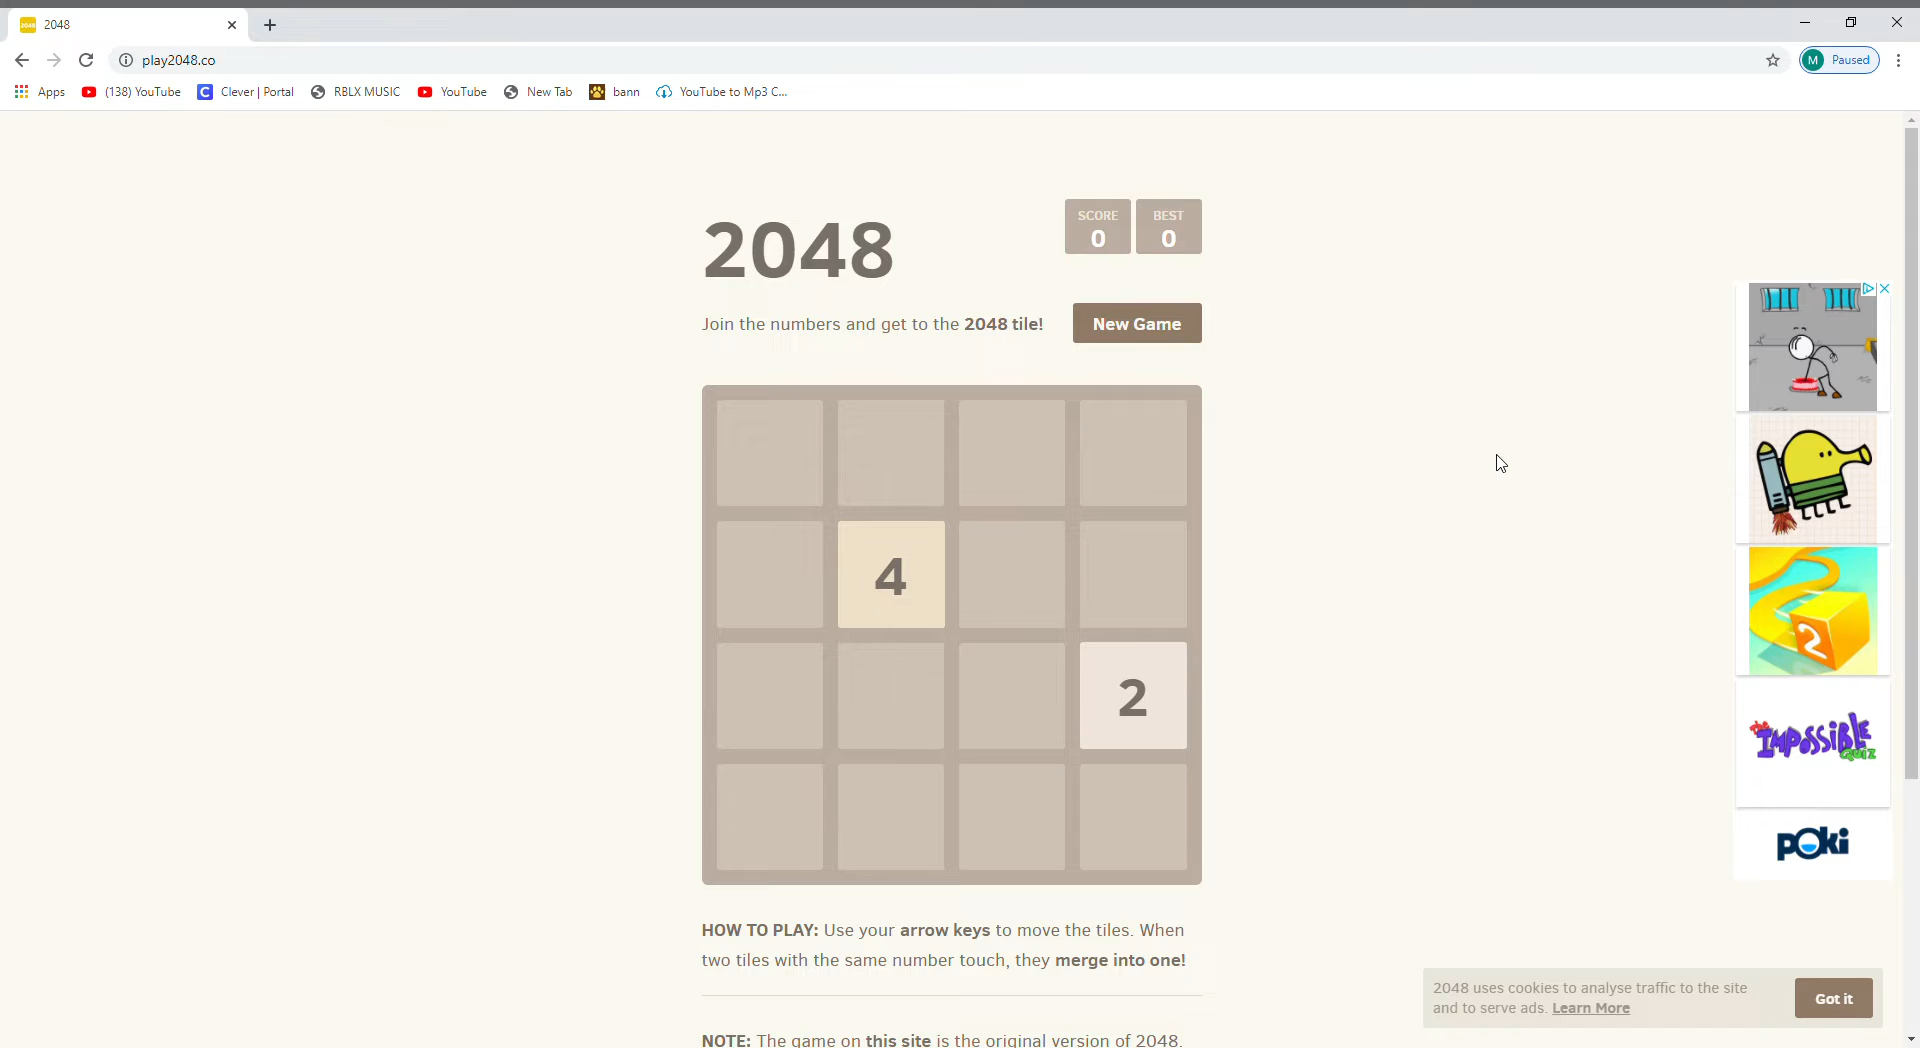 2048
play2048.co
Paused
M
Apps
(138) YouTube
Clever | Portal
RBLX MUSIC
YouTube
New Tab
bann
YouTube to Mp3 C...
2048
SCORE
0
BEST
0
Join the numbers and get to the 2048 tile!
New Game
4
2
HOW TO PLAY: Use your arrow keys to move the tiles. When
two tiles with the same number touch, they merge into one!
NOTE: The game on this site is the original version of 2048.
2
THE IMPOSSIBLE
QUIZ
POKI
2048 uses cookies to analyse traffic to the site
and to serve ads. Learn More
Got it